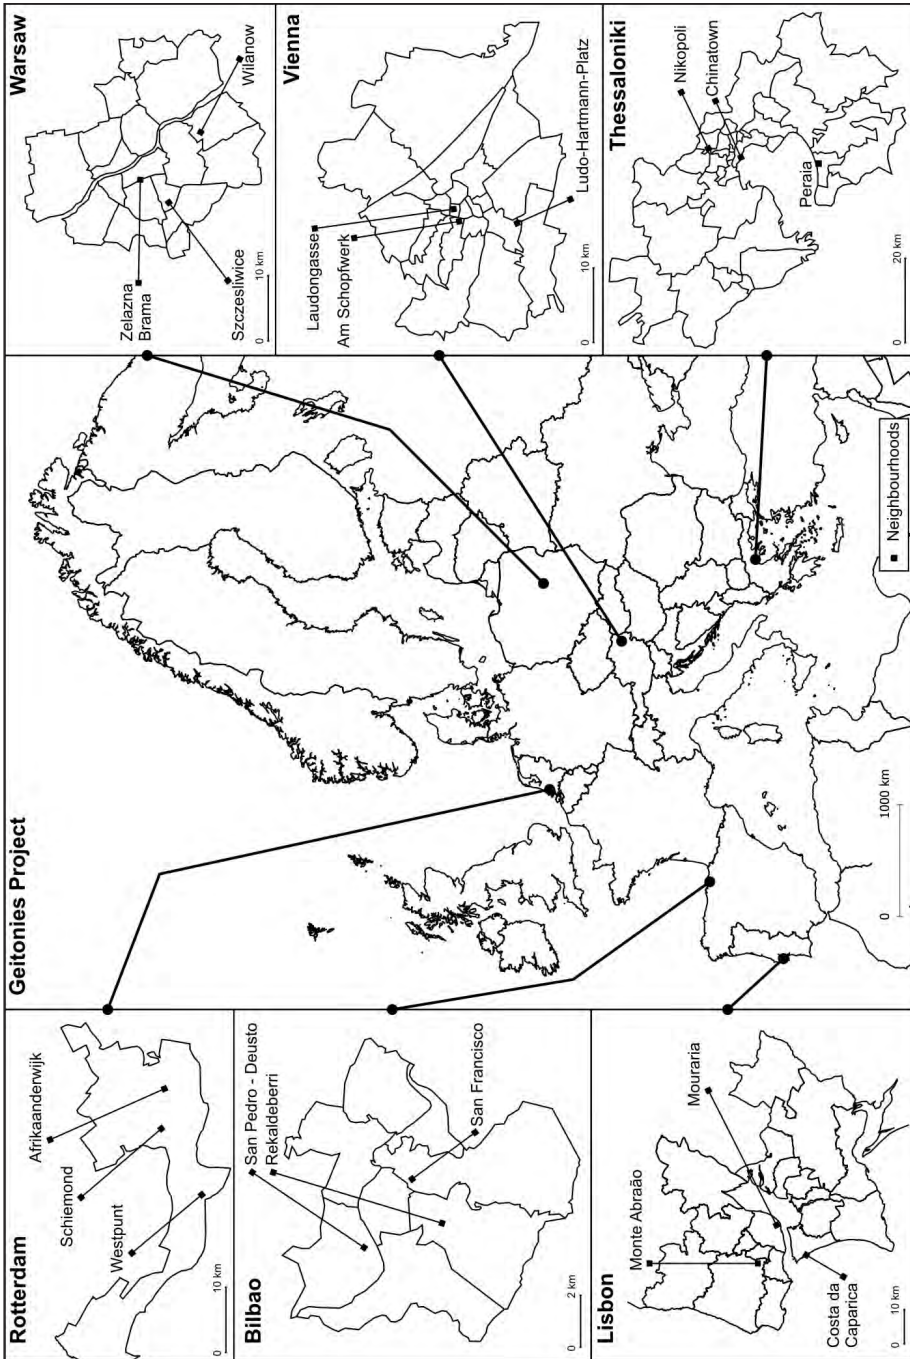 Geitonies Project
Rotterdam
Afrikaanderwijk
Schiemond
Westpunt
0 10 km
Bilbao
San Pedro - Deusto
Rekaldeberri
San Francisco
0 2 km
Lisbon
Mouraria
Monte Abraão
Costa da
Caparica
0 10 km
0 1000 km
■ Neighbourhoods
Warsaw
Wilanow
Zelazna
Brama
Szczesliwice
0 10 km
Vienna
Laudongasse
Am Schopfwerk
Ludo-Hartmann-Platz
0 10 km
Thessaloniki
Nikopoli
Chinatown
Peraia
0 20 km